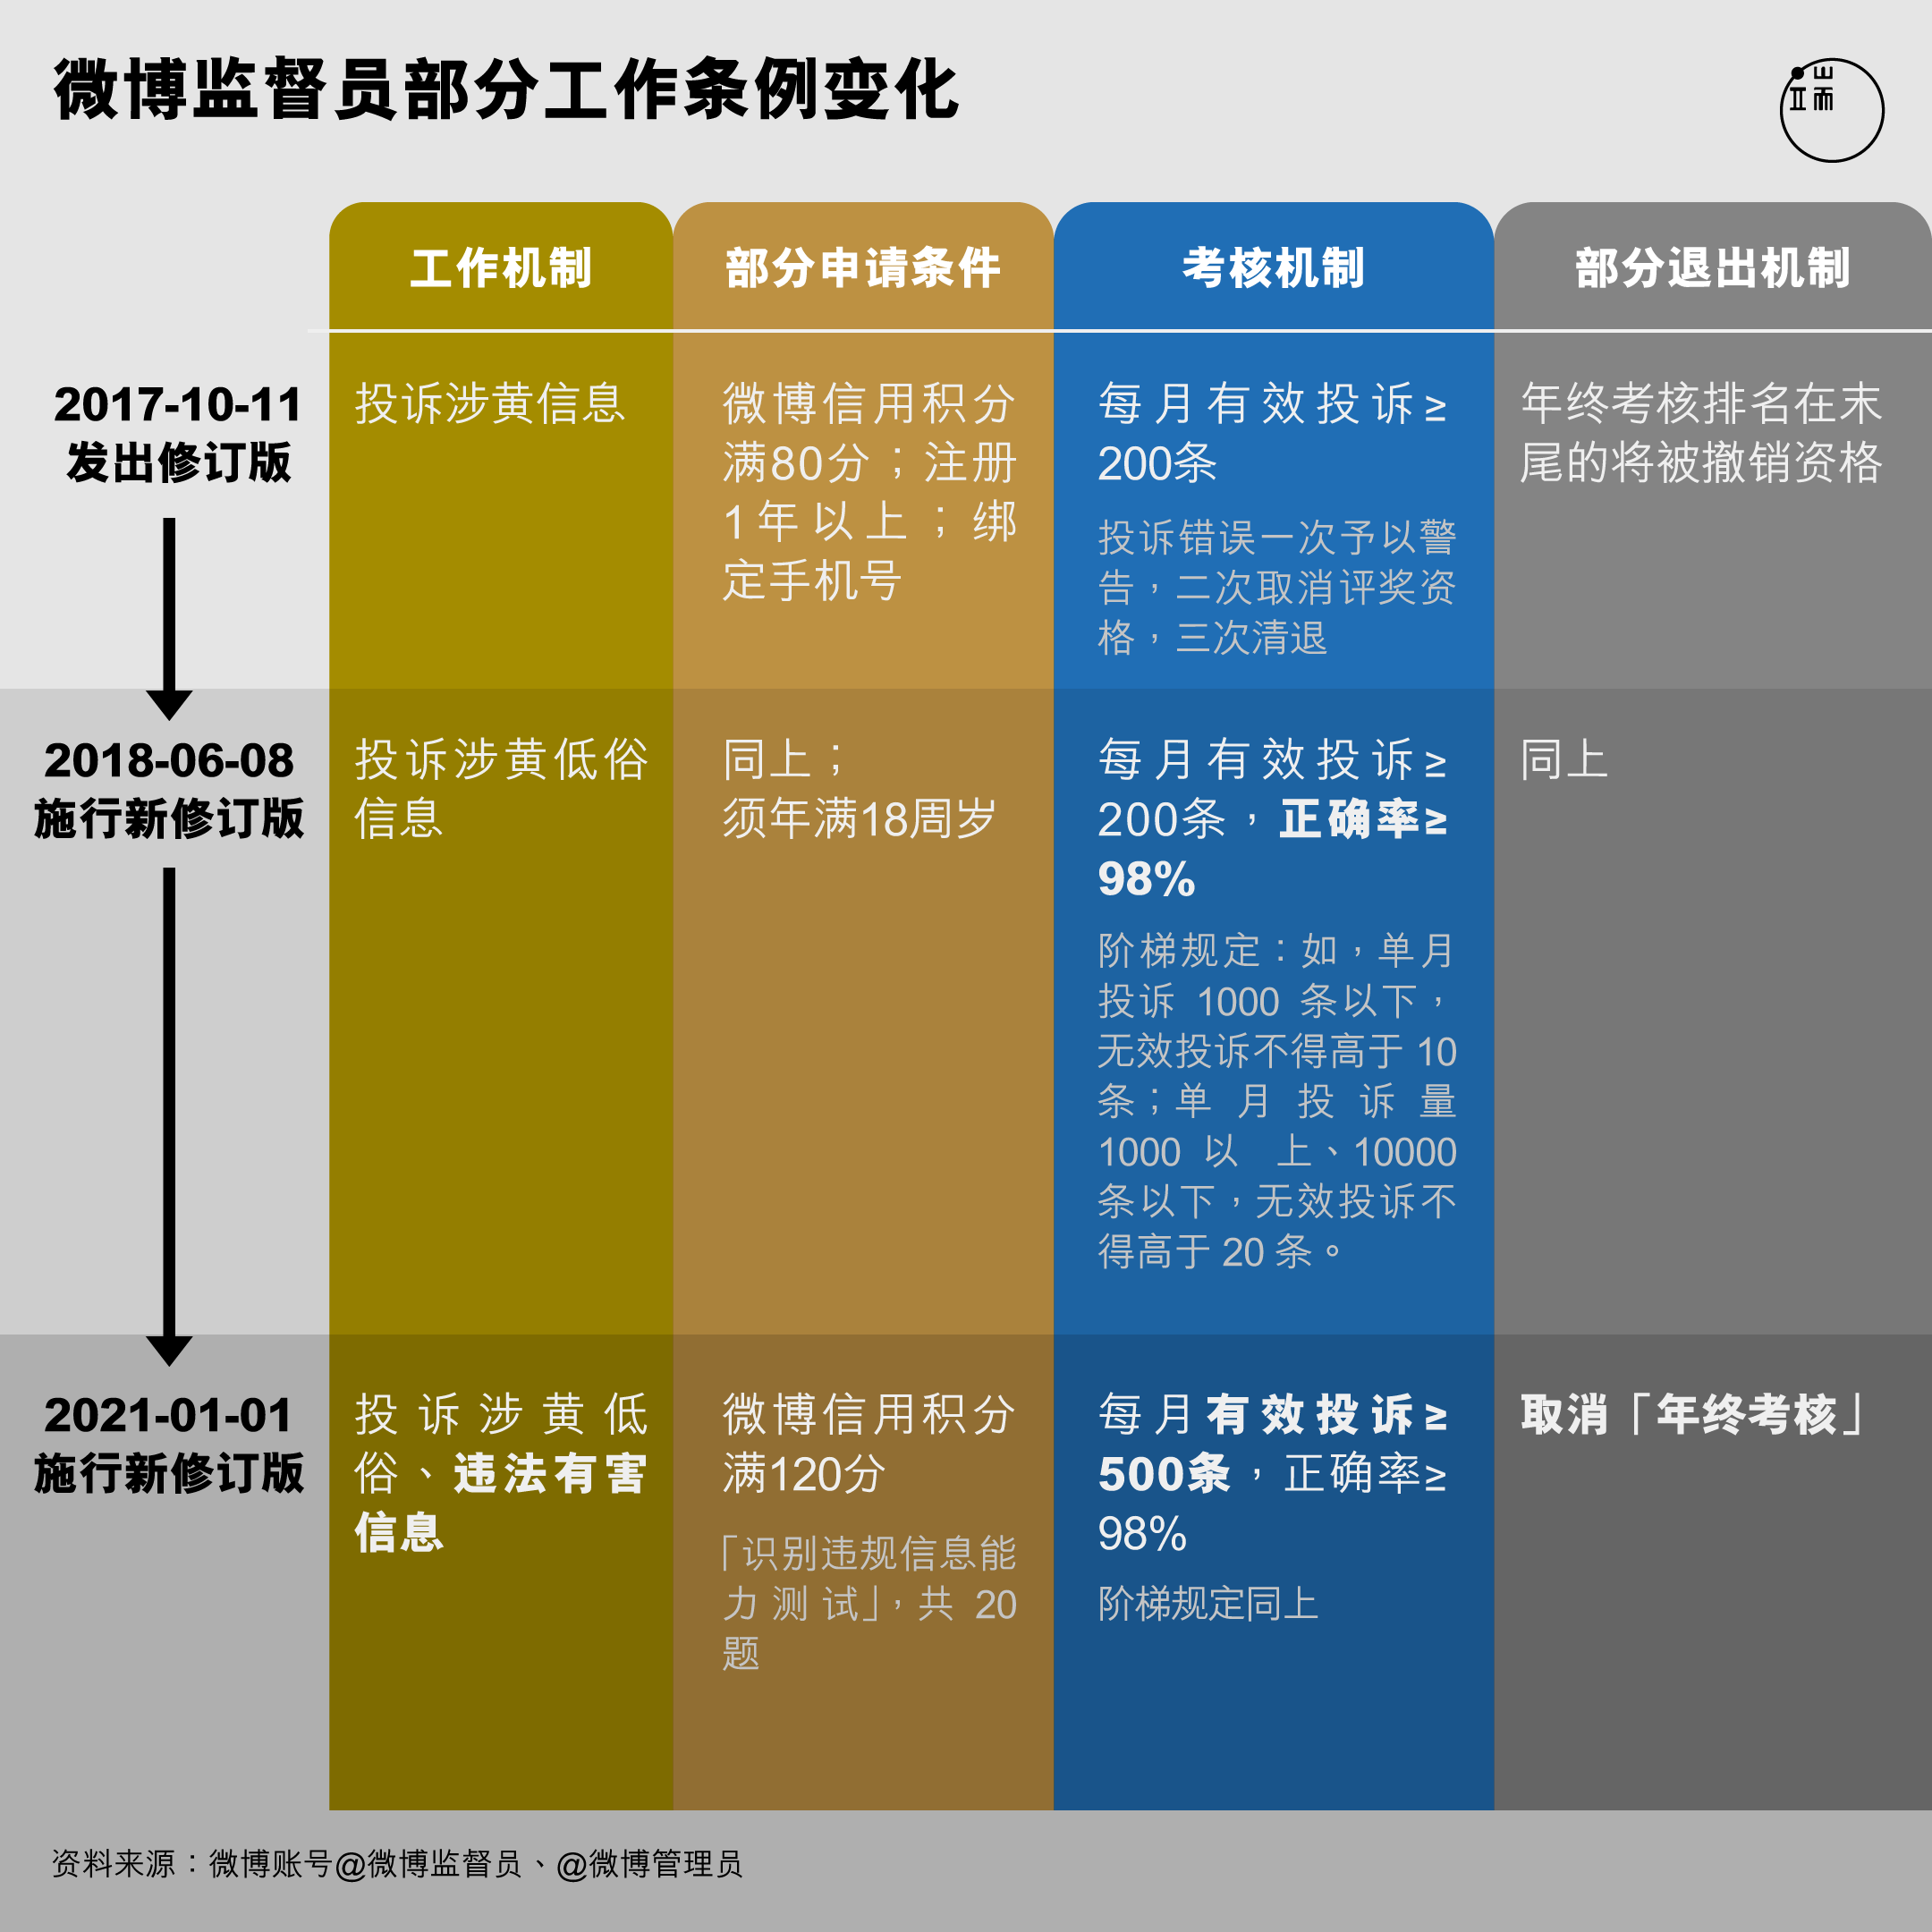 微博监督员部分工作条例变化
端
工作机制
部分申请条件
考核机制
部分退出机制
2017-10-11
发出修订版
投诉涉黄信息
微博信用积分
满80分；注册
1年以上；绑
定手机号
每月有效投诉≥
200条
投诉错误一次予以警
告，二次取消评奖资
格，三次清退
年终考核排名在末
尾的将被撤销资格
2018-06-08
施行新修订版
投诉涉黄低俗
信息
同上；
须年满18周岁
每月有效投诉≥
200条，正确率≥
98%
阶梯规定：如，单月
投诉 1000 条以下，
无效投诉不得高于 10
条；单月投诉量
1000 以上、10000
条以下，无效投诉不
得高于 20 条。
同上
2021-01-01
施行新修订版
投诉涉黄低
俗、违法有害
信息
微博信用积分
满120分
「识别违规信息能
力测试」，共 20
题
每月有效投诉≥
500条，正确率≥
98%
阶梯规定同上
取消「年终考核」
资料来源：微博账号@微博监督员、@微博管理员